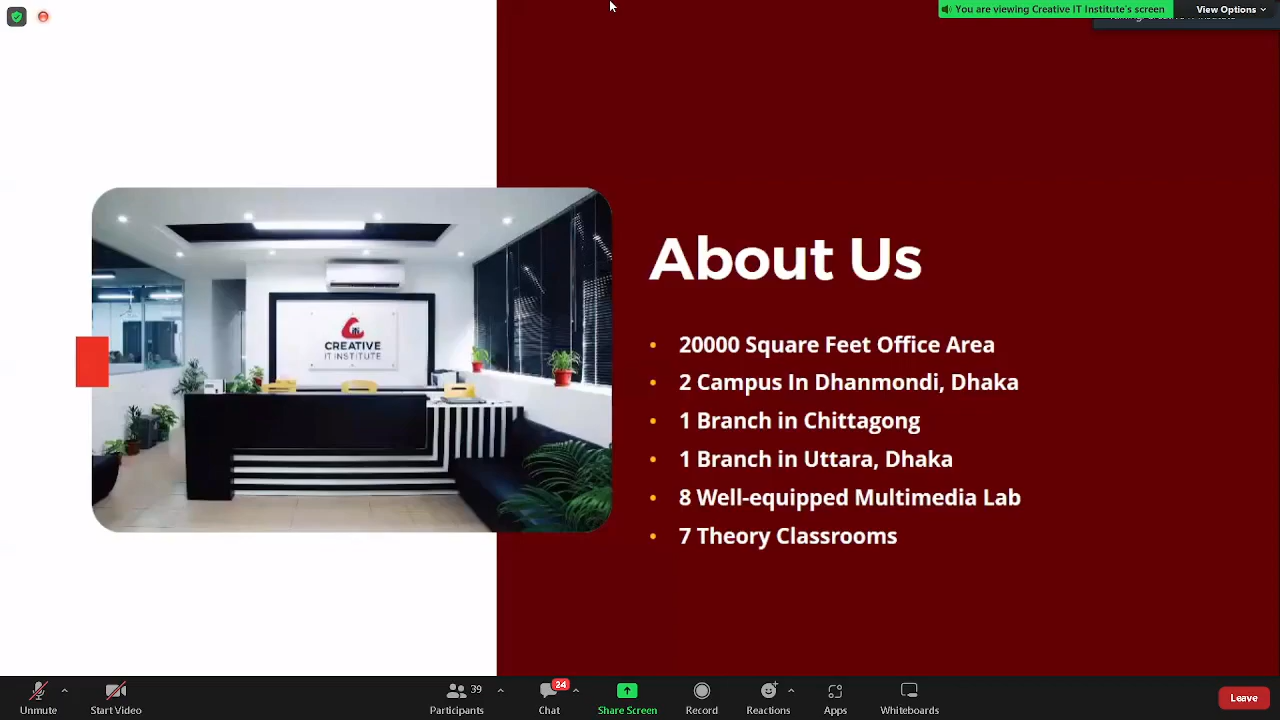 You are viewing Creative IT Institute's screen
View Options
About Us
20000 Square Feet Office Area
2 Campus In Dhanmondi, Dhaka
1 Branch in Chittagong
1 Branch in Uttara, Dhaka
8 Well-equipped Multimedia Lab
7 Theory Classrooms
CREATIVE
IT INSTITUTE
Unmute
Start Video
39
Participants
24
Chat
Share Screen
Record
Reactions
Apps
Whiteboards
Leave